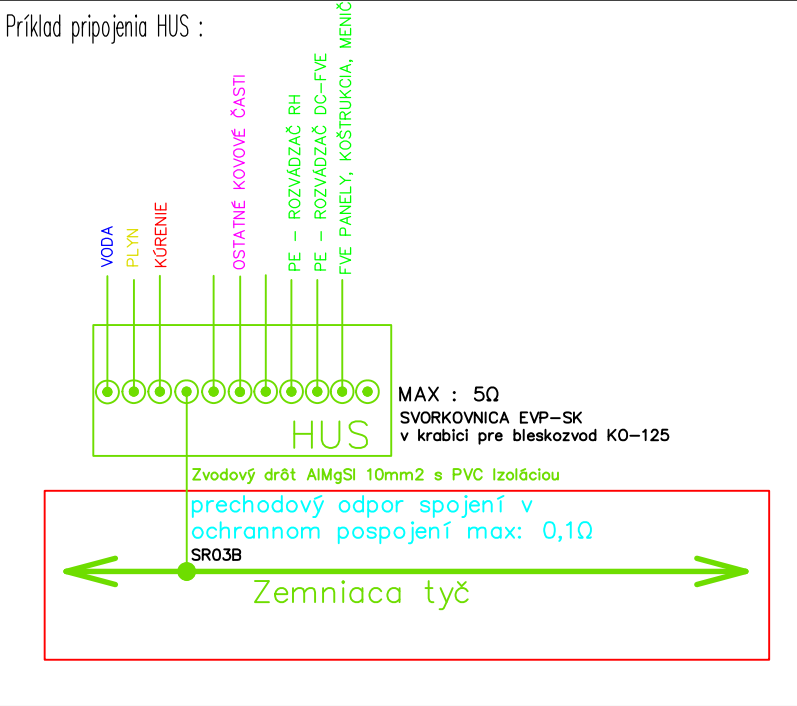 Príklad pripojenia HUS :
VODA
PLYN
KÚRENIE
OSTATNÉ KOVOVÉ ČASTI
PE - ROZVÁDZAČ RH
PE - ROZVÁDZAČ DC-FVE
FVE PANELY, KOŠTRUKCIA, MENIČ
MAX : 5Ω
SVORKOVNICA EVP-SK
v krabici pre bleskozvod KO-125
HUS
Zvodový drôt AlMgSI 10mm2 s PVC Izoláciou
prechodový odpor spojení v
ochrannom pospojení max: 0,1Ω
SR03B
Zemniaca tyč